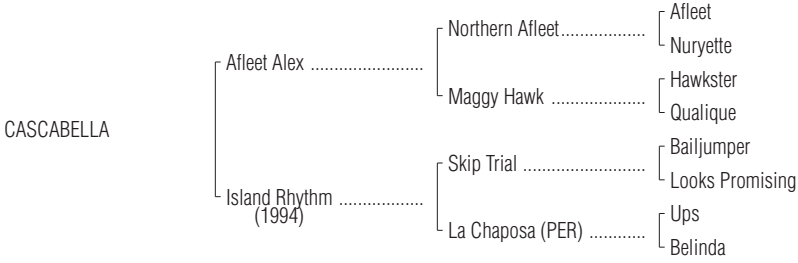 Afleet
Northern Afleet....................
Nuryette
Afleet Alex ........................
Hawkster
Maggy Hawk ....................
Qualique
CASCABELLA
Bailjumper
Skip Trial ..........................
Looks Promising
Island Rhythm ..................
(1994)
Ups
La Chaposa (PER) ............
Belinda